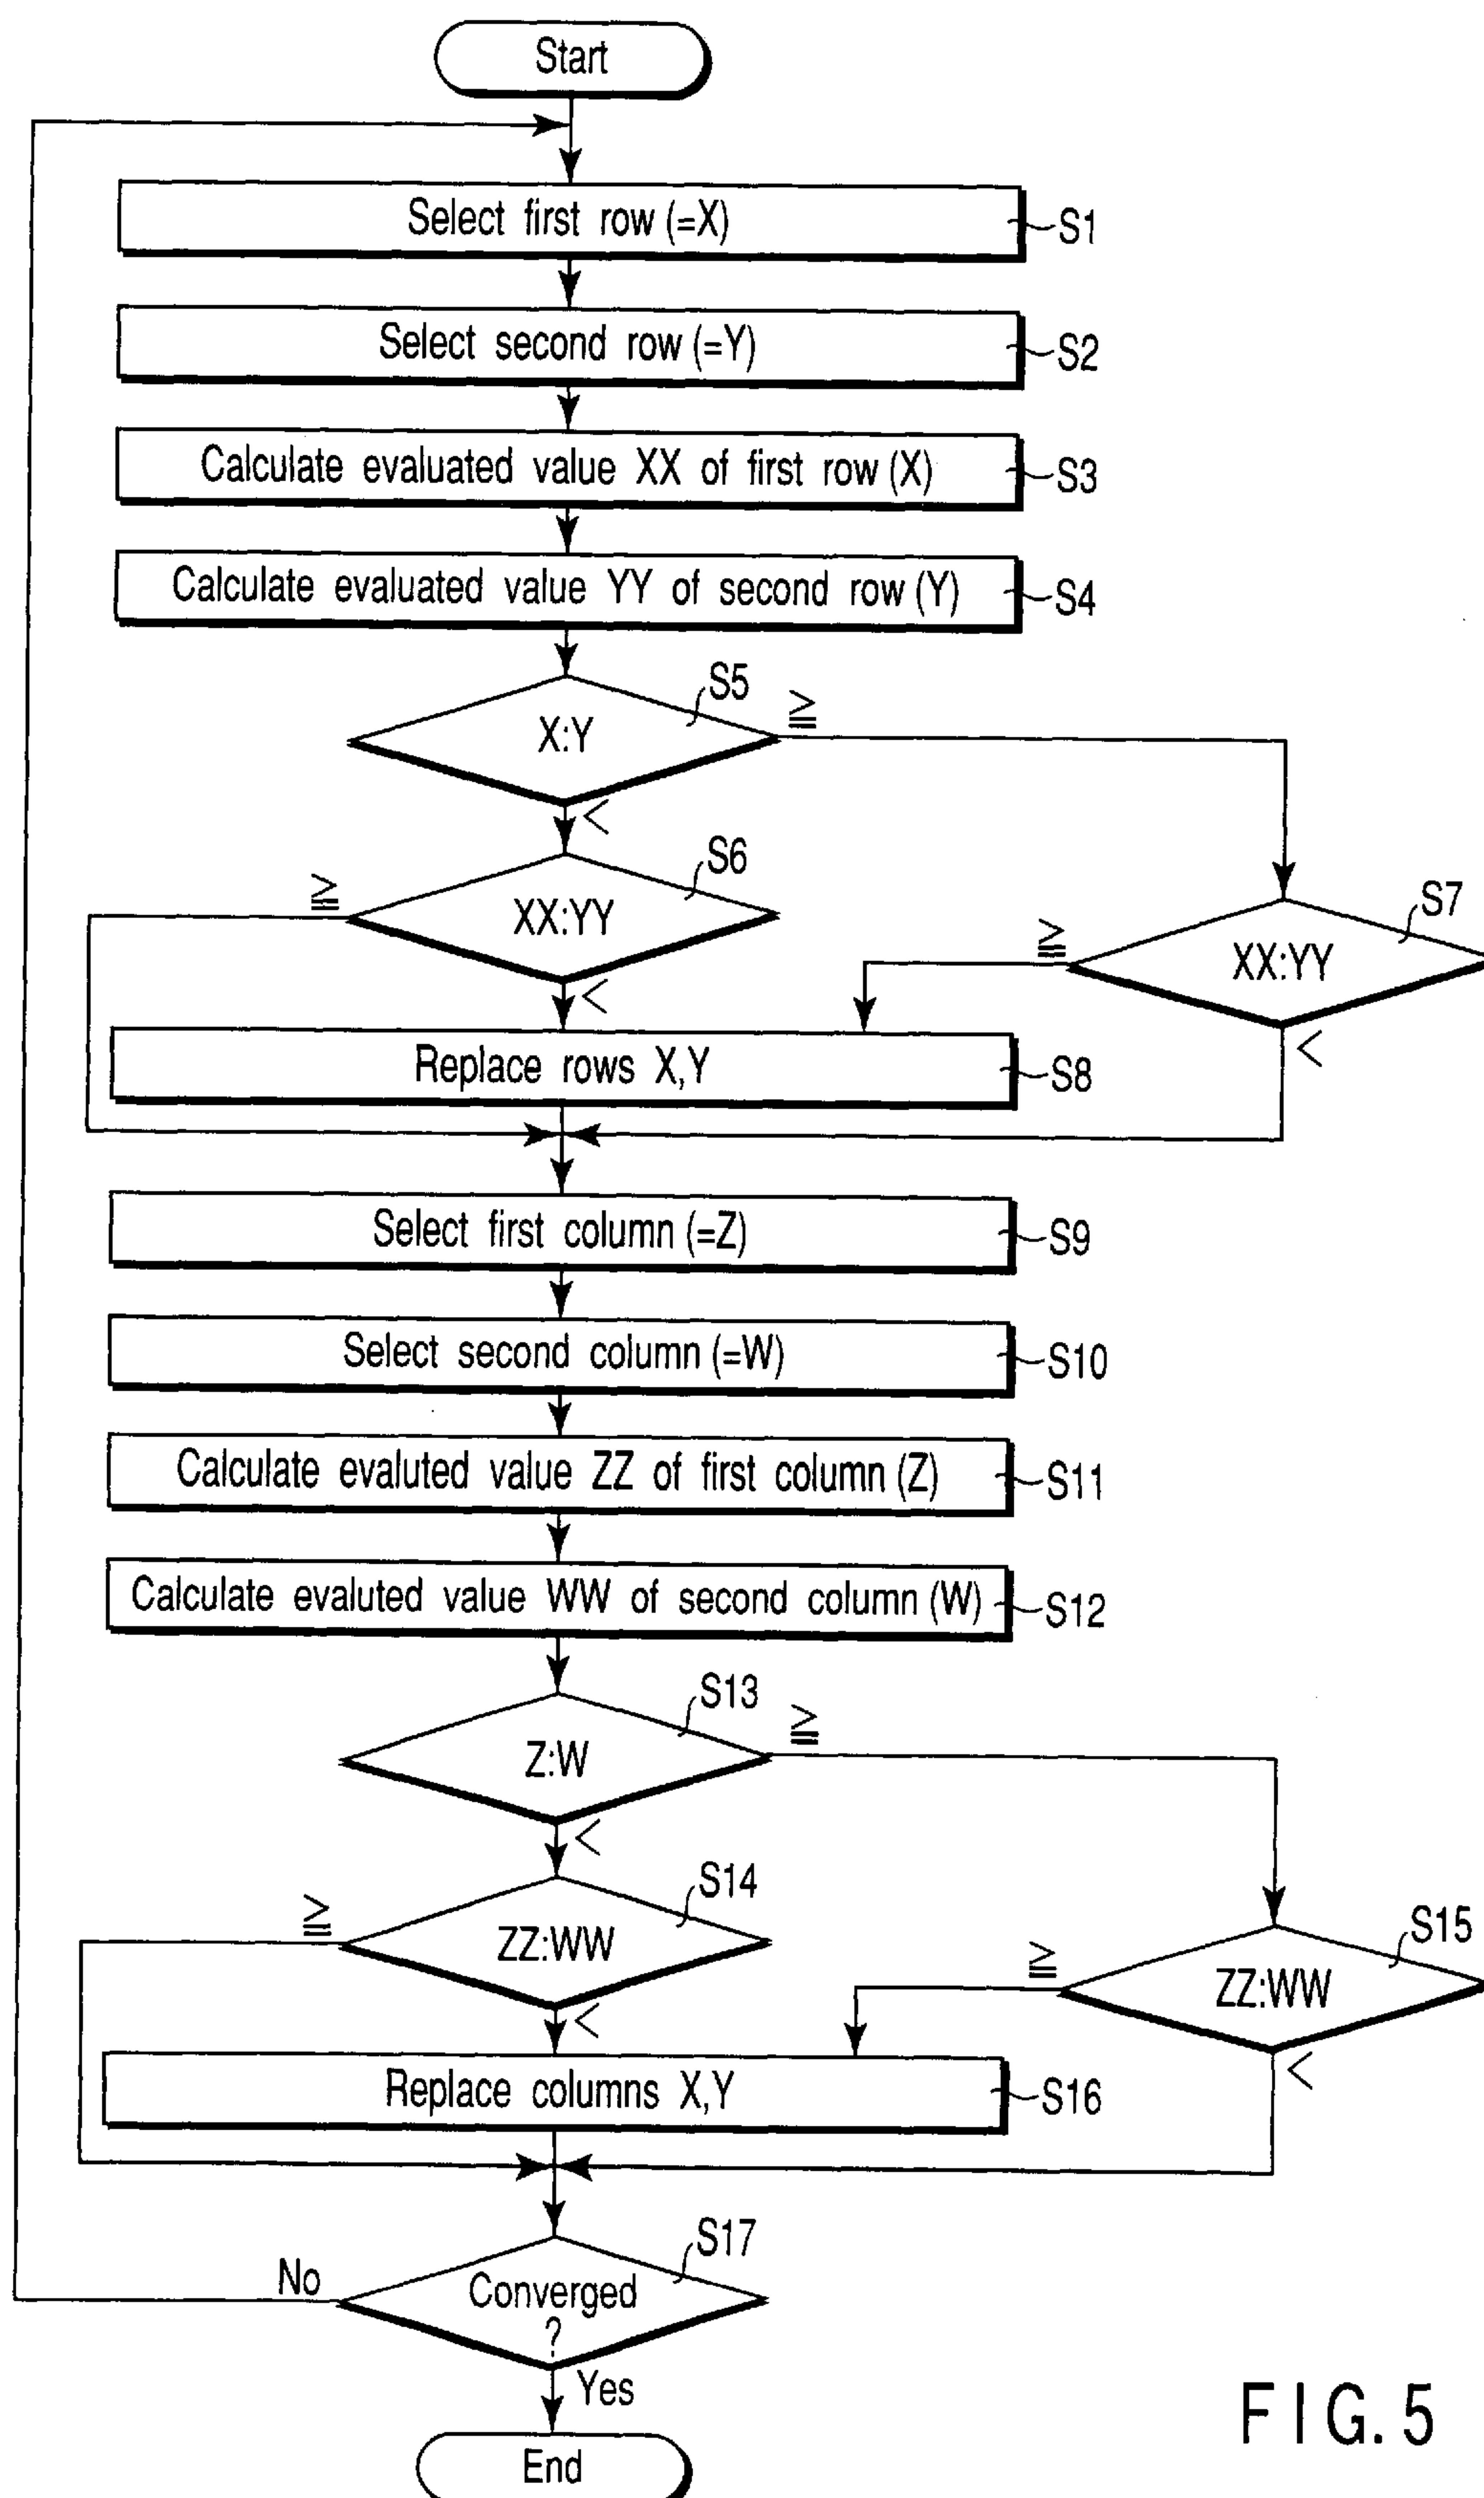 Start
Select first row (=X)
S1
Select second row (=Y)
S2
Calculate evaluated value XX of first row (X)
S3
Calculate evaluated value YY of second row (Y)
S4
S5
≧
X:Y
<
S6
≧
XX:YY
<
S7
≧
XX:YY
<
Replace rows X,Y
S8
Select first column (=Z)
S9
Select second column (=W)
S10
Calculate evaluted value ZZ of first column (Z)
S11
Calculate evaluted value WW of second column (W)
S12
S13
≧
Z:W
<
S14
≧
ZZ:WW
<
S15
≧
ZZ:WW
<
Replace columns X,Y
S16
S17
No
Converged
?
Yes
End
FIG. 5